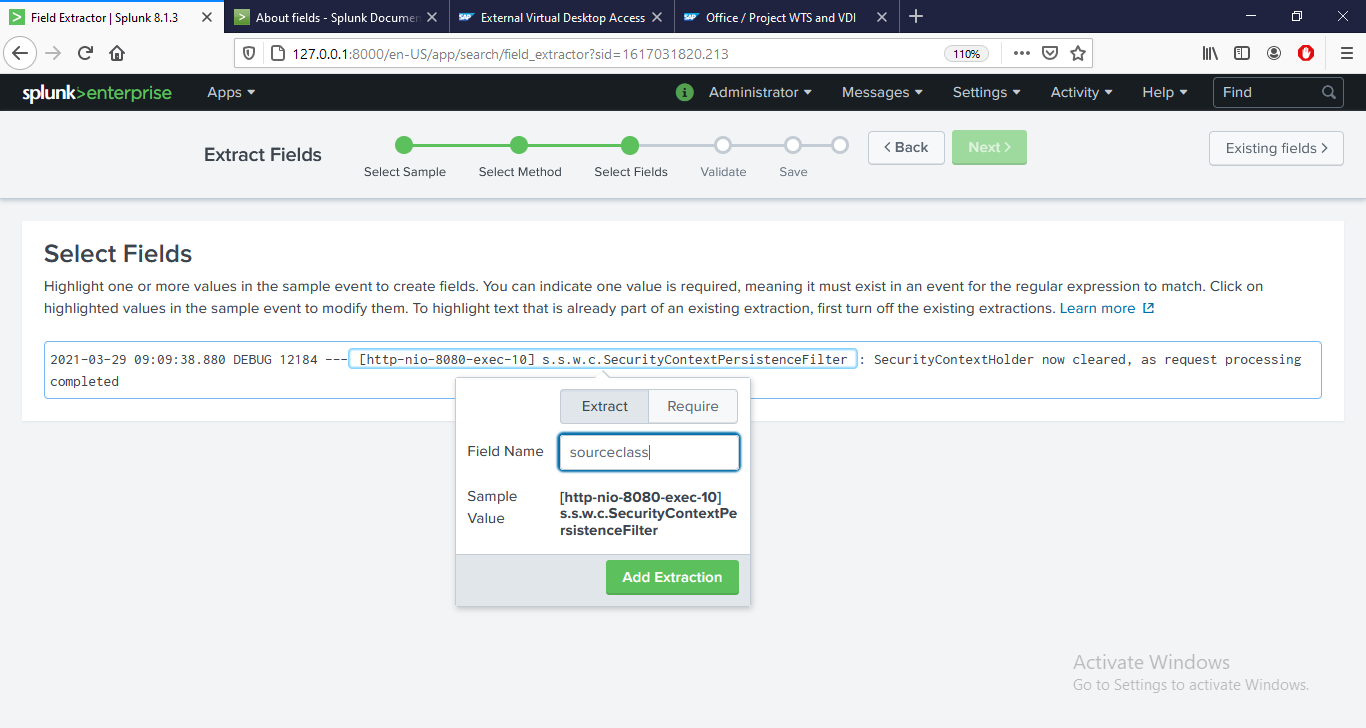 Field Extractor | Splunk 8.1.3
About fields - Splunk Documen
SAP External Virtual Desktop Access
SAP Office / Project WTS and VDI
127.0.0.1:8000/en-US/app/search/field_extractor?sid=1617031820.213
110%
splunk>enterprise Apps
i Administrator Messages Settings Activity Help Find
Extract Fields
Select Sample Select Method Select Fields Validate Save
< Back Next > Existing fields >
Select Fields
Highlight one or more values in the sample event to create fields. You can indicate one value is required, meaning it must exist in an event for the regular expression to match. Click on
highlighted values in the sample event to modify them. To highlight text that is already part of an existing extraction, first turn off the existing extractions. Learn more
2021-03-29 09:09:38.880 DEBUG 12184 --- [http-nio-8080-exec-10] s.s.w.c.SecurityContextPersistenceFilter : SecurityContextHolder now cleared, as request processing
completed
Extract Require
Field Name sourceclass
Sample Value
[http-nio-8080-exec-10]
s.s.w.c.SecurityContextPe
rsistenceFilter
Add Extraction
Activate Windows
Go to Settings to activate Windows.